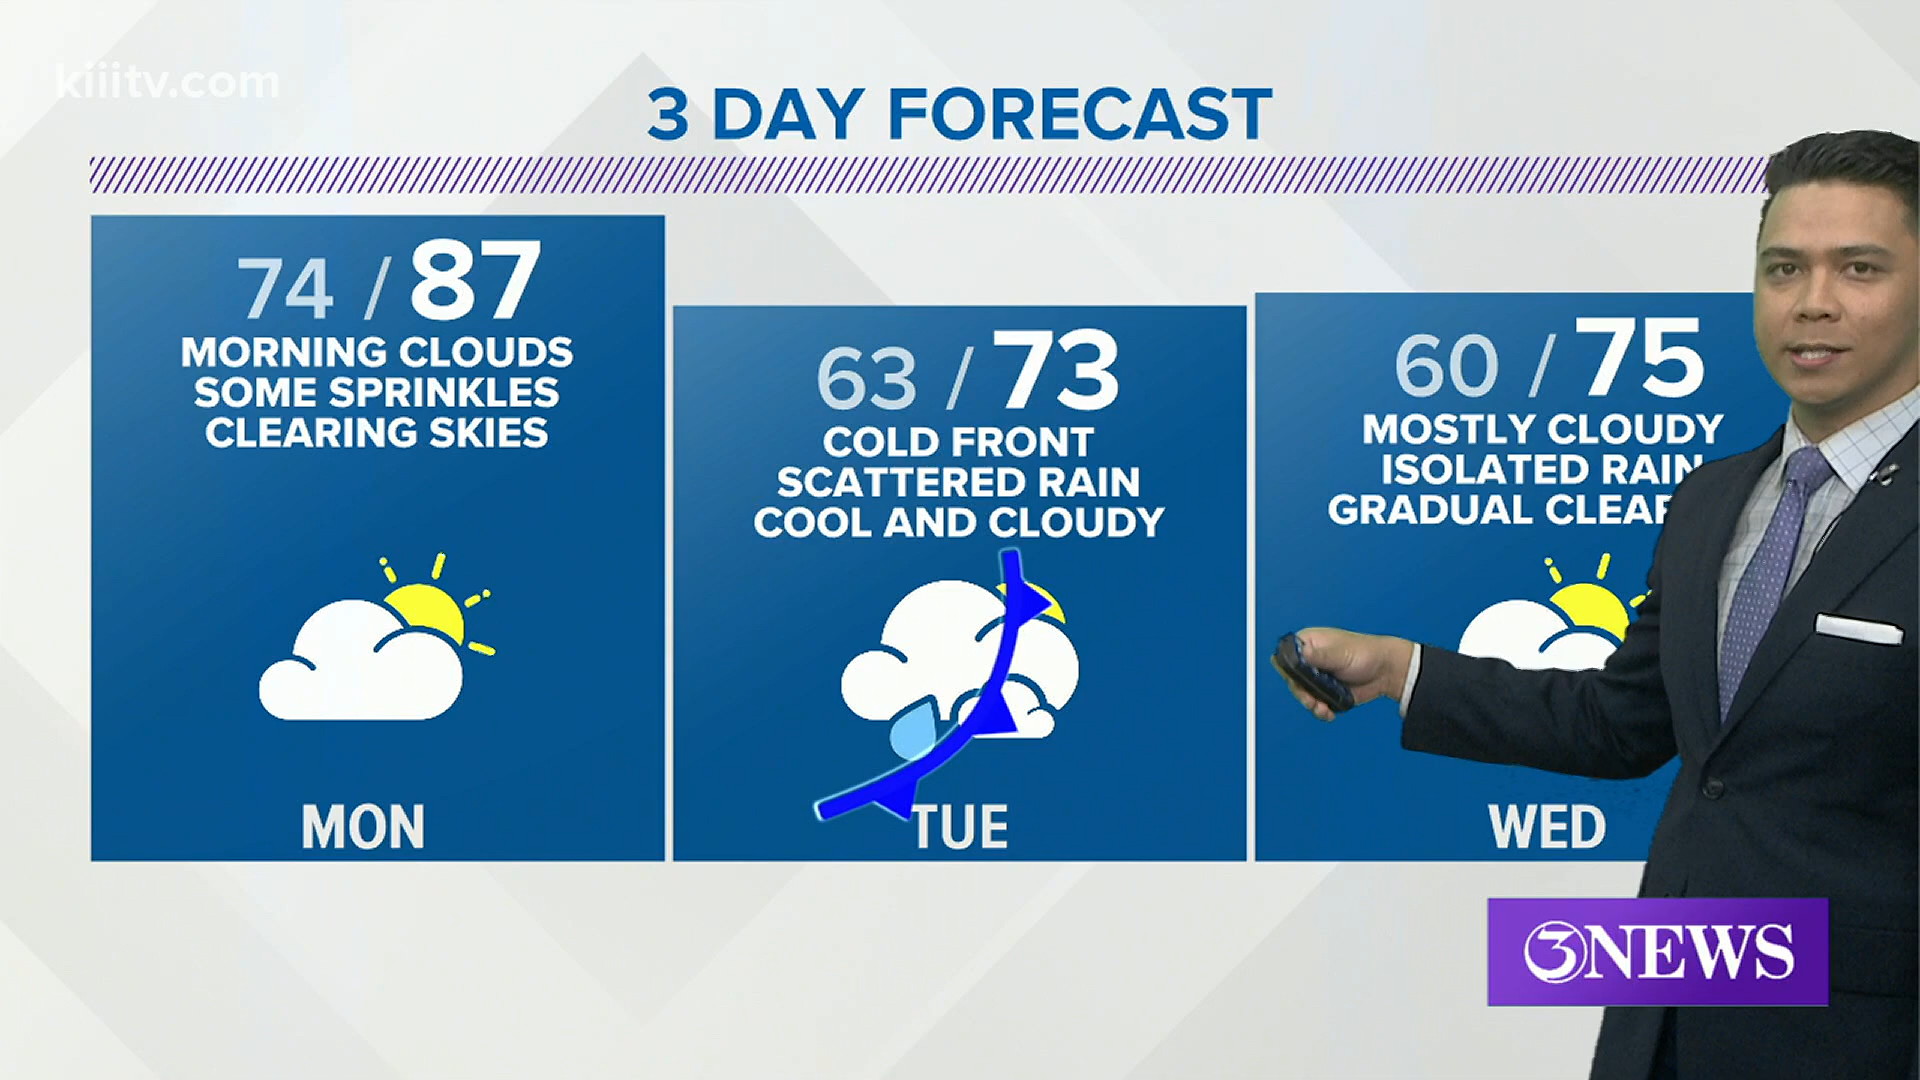 kiiitv.com
3 DAY FORECAST
74 / 87
MORNING CLOUDS
SOME SPRINKLES
CLEARING SKIES
MON
63 / 73
COLD FRONT
SCATTERED RAIN
COOL AND CLOUDY
TUE
60 / 75
MOSTLY CLOUDY
ISOLATED RAIN
GRADUAL
WED
3NEWS